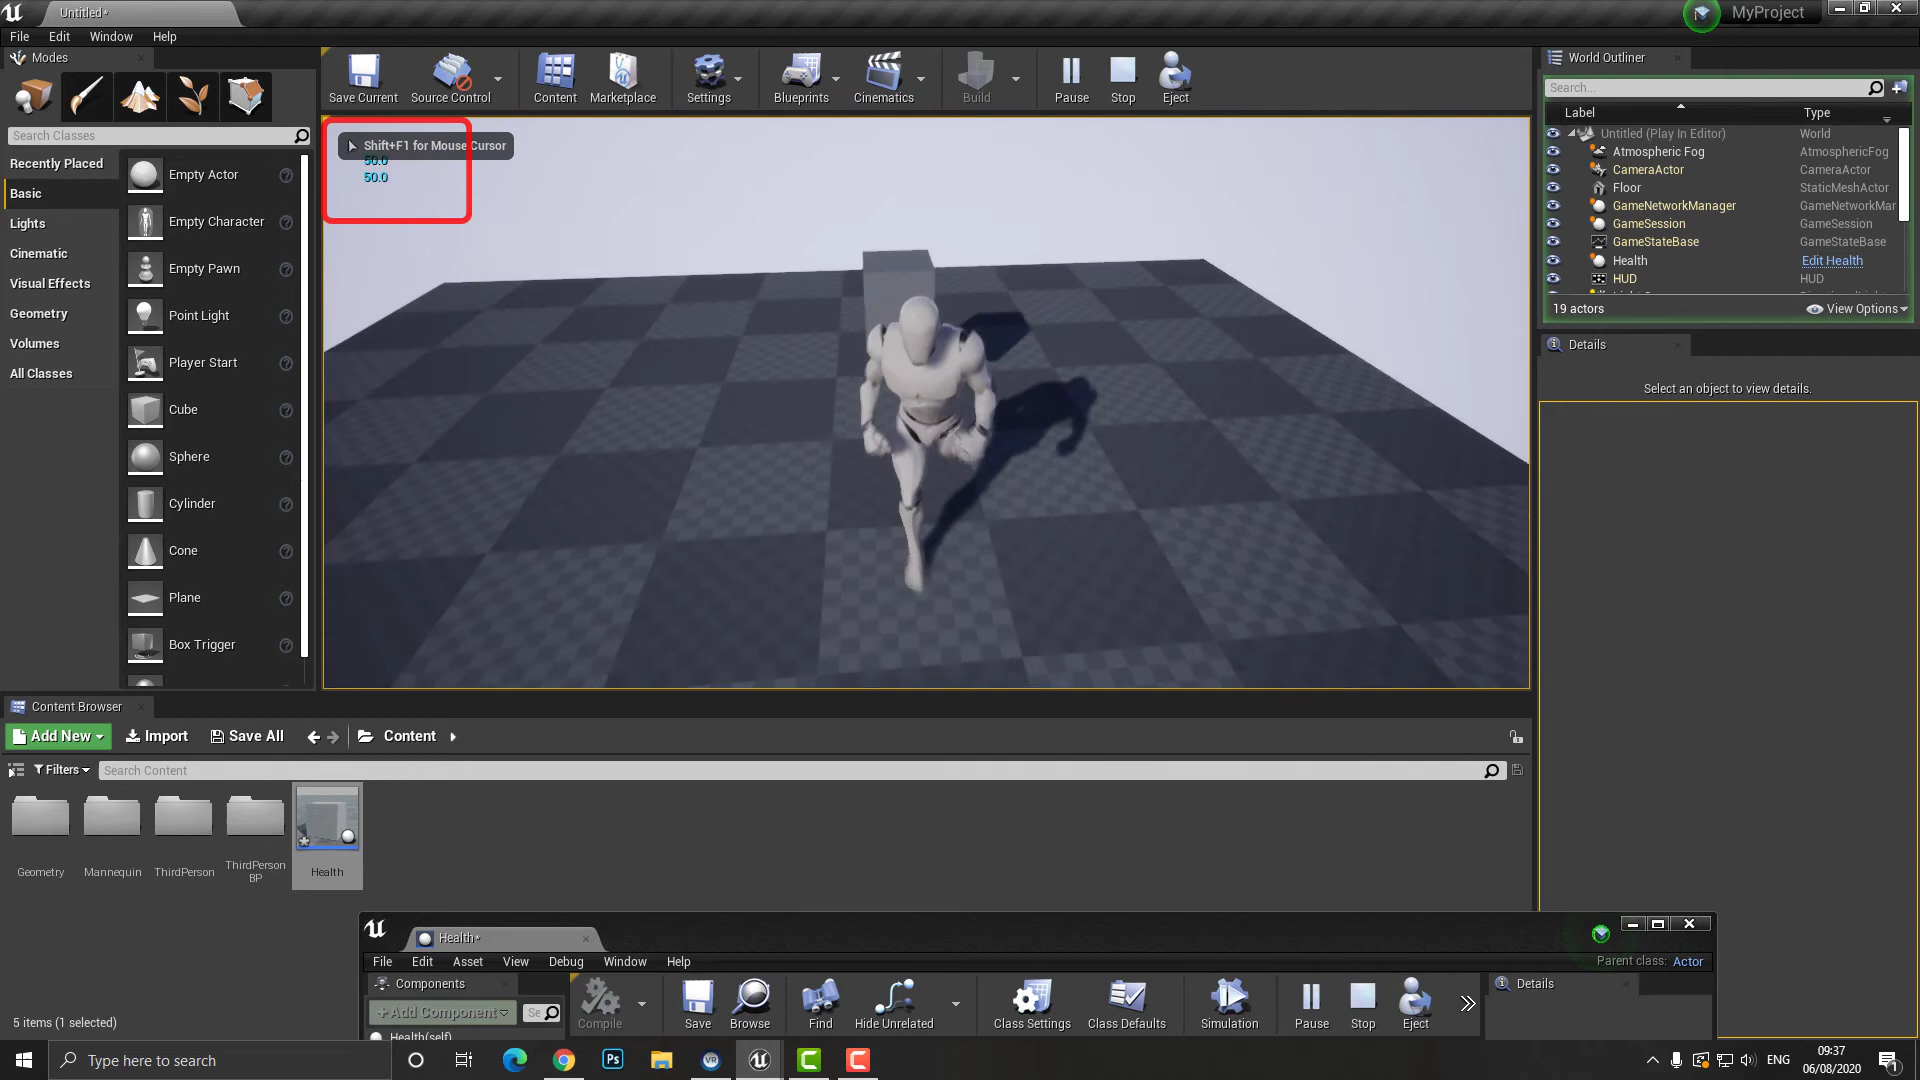 Untitled*
MyProject
File Edit Window Help
Modes
Search Classes
Recently Placed
Basic
Lights
Cinematic
Visual Effects
Geometry
Volumes
All Classes
Empty Actor
Empty Character
Empty Pawn
Point Light
Player Start
Cube
Sphere
Cylinder
Cone
Plane
Box Trigger
Save Current
Source Control
Content
Marketplace
Settings
Blueprints
Cinematics
Build
Pause
Stop
Eject
Shift+F1 for Mouse Cursor
50.0
50.0
World Outliner
Search...
Label Type
Untitled (Play In Editor) World
Atmospheric Fog AtmosphericFog
CameraActor CameraActor
Floor StaticMeshActor
GameNetworkManager GameNetworkMar
GameSession GameSession
GameStateBase GameStateBase
Health Edit Health
HUD HUD
19 actors View Options
Details
Select an object to view details.
Content Browser
Add New Import Save All Content
Filters Search Content
Geometry
Mannequin
ThirdPerson
ThirdPerson
BP
Health
5 items (1 selected)
Health*
File Edit Asset View Debug Window Help
Parent class: Actor
Components
+Add Component Se
Health(self)
Compile
Save
Browse
Find
Hide Unrelated
Class Settings
Class Defaults
Simulation
Pause
Stop
Eject
Details
Type here to search
Ps
VR
ENG
09:37
06/08/2020
1